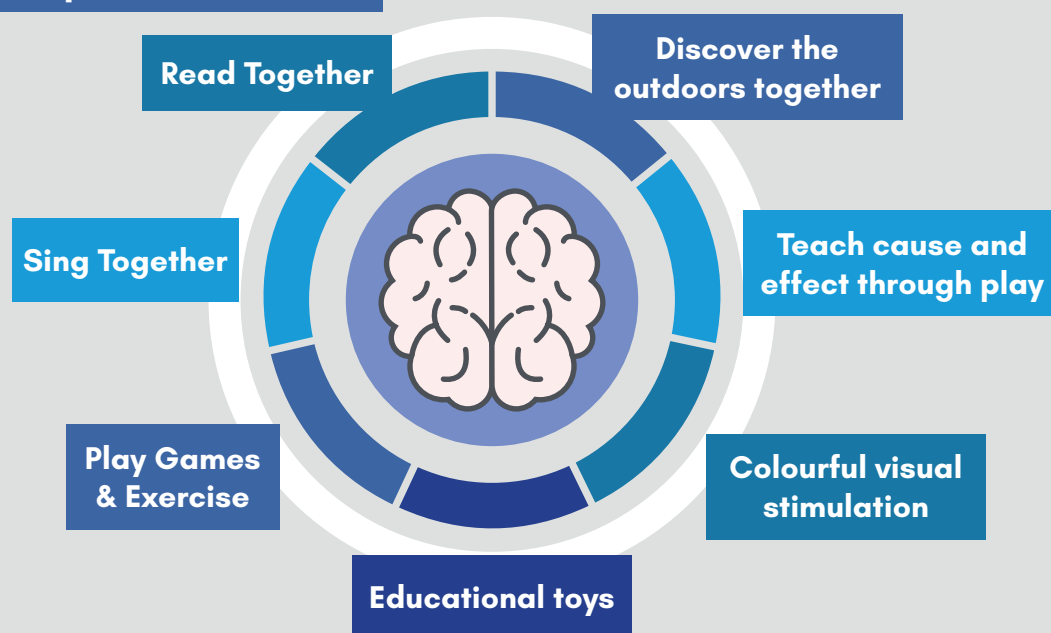 Read Together
Discover the
outdoors together
Sing Together
Teach cause and
effect through play
Play Games
& Exercise
Colourful visual
stimulation
Educational toys